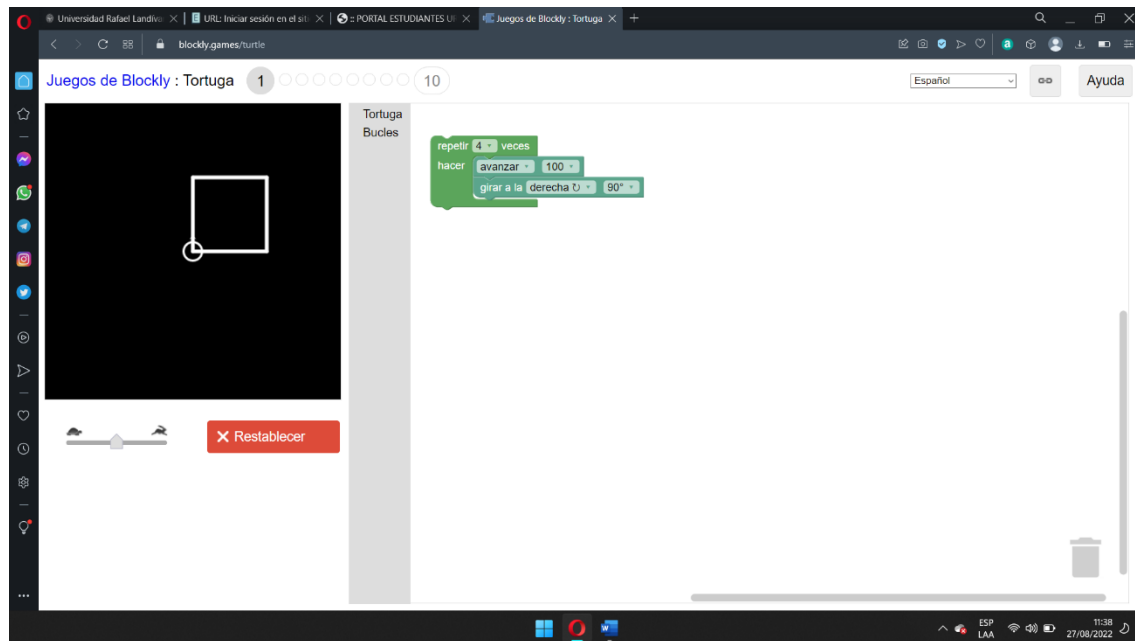 Universidad Rafael Landíva
URL: Iniciar sesión en el siti
:: PORTAL ESTUDIANTES UR
Juegos de Blockly : Tortuga
blockly.games/turtle
Juegos de Blockly : Tortuga 1 10
Español
Ayuda
Tortuga
Bucles
repetir 4 veces
hacer avanzar 100
girar a la derecha ↻ 90°
Restablecer
ESP
LAA
11:38
27/08/2022